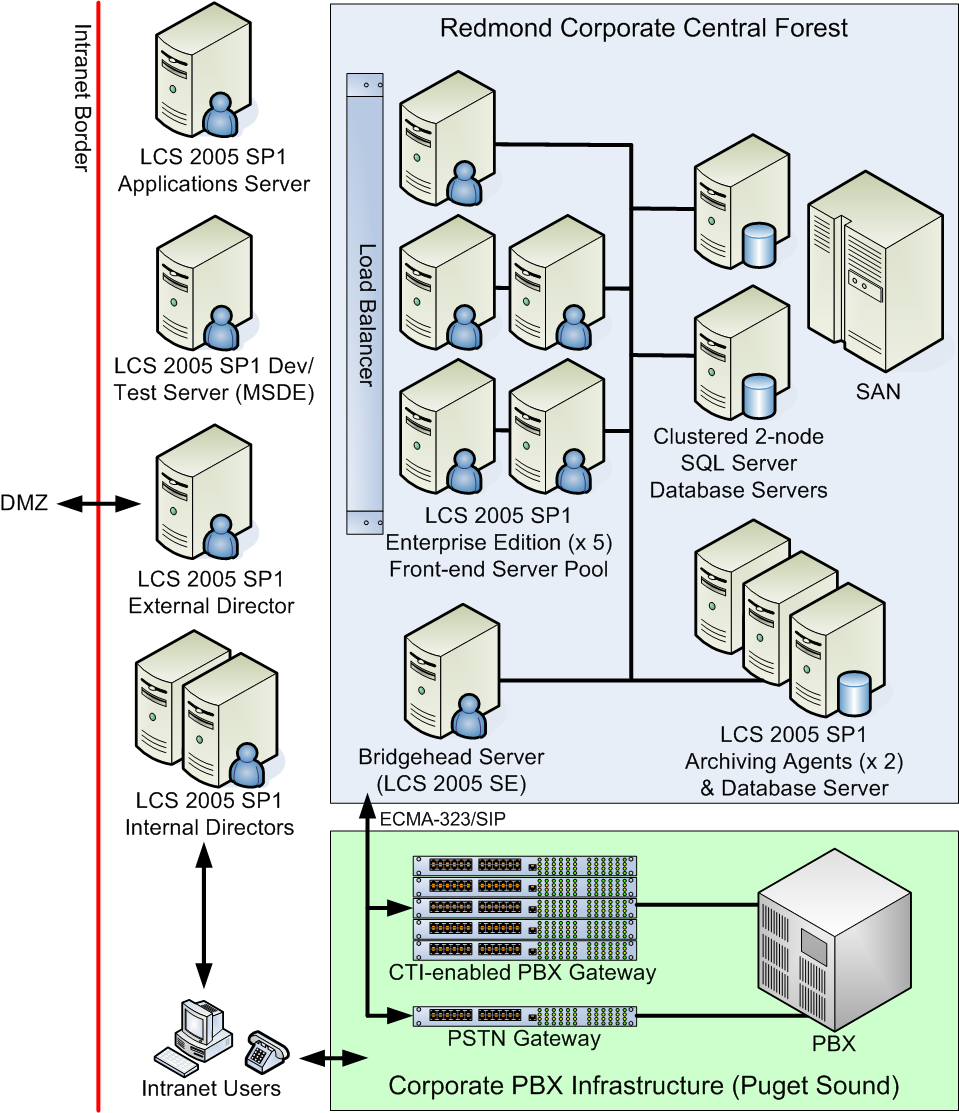 Intranet Border
LCS 2005 SP1
Applications Server
LCS 2005 SP1 Dev/
Test Server (MSDE)
DMZ
LCS 2005 SP1
External Director
LCS 2005 SP1
Internal Directors
Intranet Users
Redmond Corporate Central Forest
Load Balancer
LCS 2005 SP1
Enterprise Edition (x 5)
Front-end Server Pool
Clustered 2-node
SQL Server
Database Servers
SAN
Bridgehead Server
(LCS 2005 SE)
LCS 2005 SP1
Archiving Agents (x 2)
& Database Server
ECMA-323/SIP
CTI-enabled PBX Gateway
PSTN Gateway
PBX
Corporate PBX Infrastructure (Puget Sound)